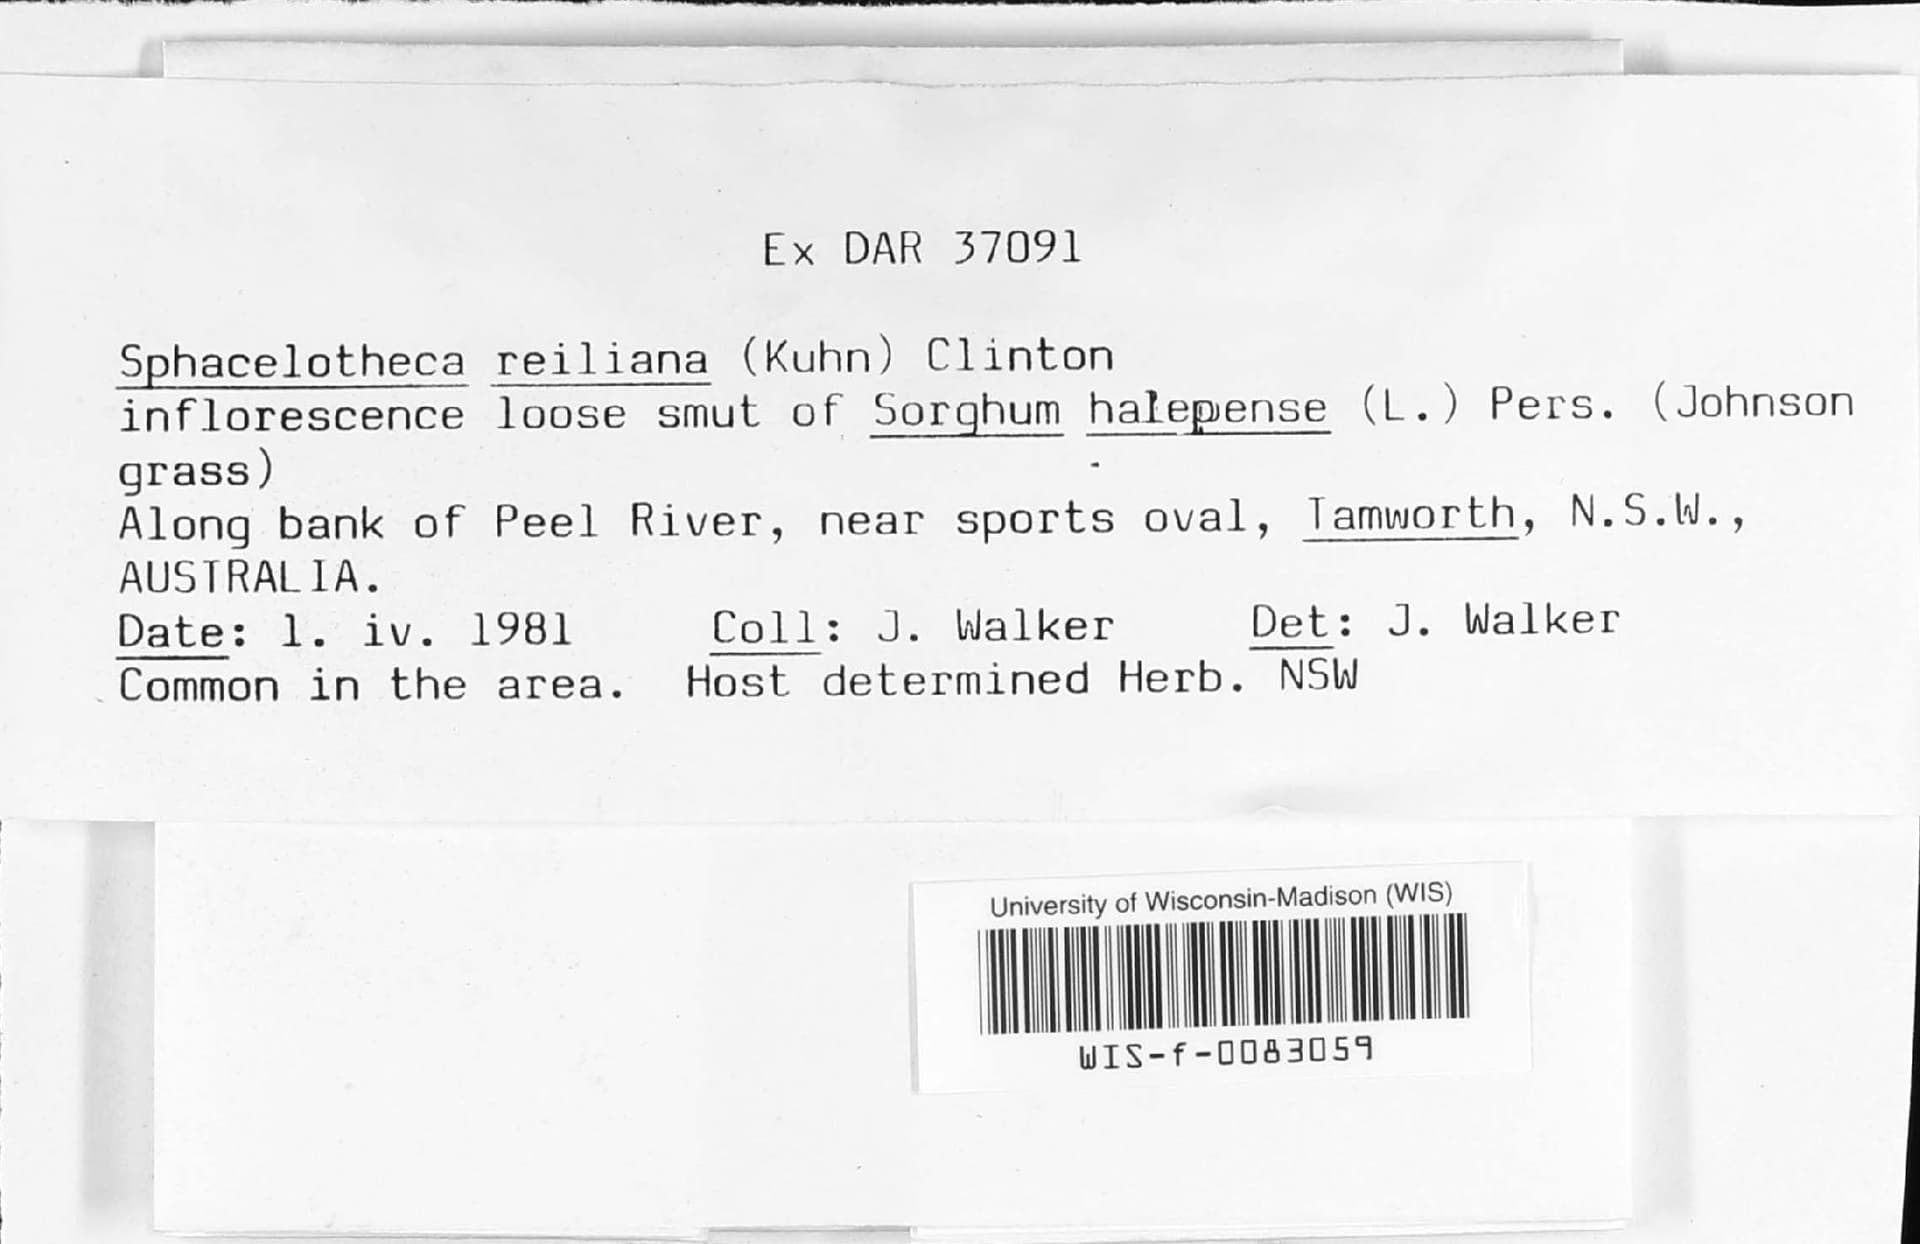 Ex DAR 37091
Sphacelotheca reiliana (Kuhn) Clinton
inflorescence loose smut of Sorghum halepense (L.) Pers. (Johnson
grass)
Along bank of Peel River, near sports oval, Tamworth, N.S.W.,
AUSTRALIA.
Date: 1. iv. 1981 Coll: J. Walker Det: J. Walker
Common in the area. Host determined Herb. NSW
University of Wisconsin-Madison (WIS)
WIS-f-0083059